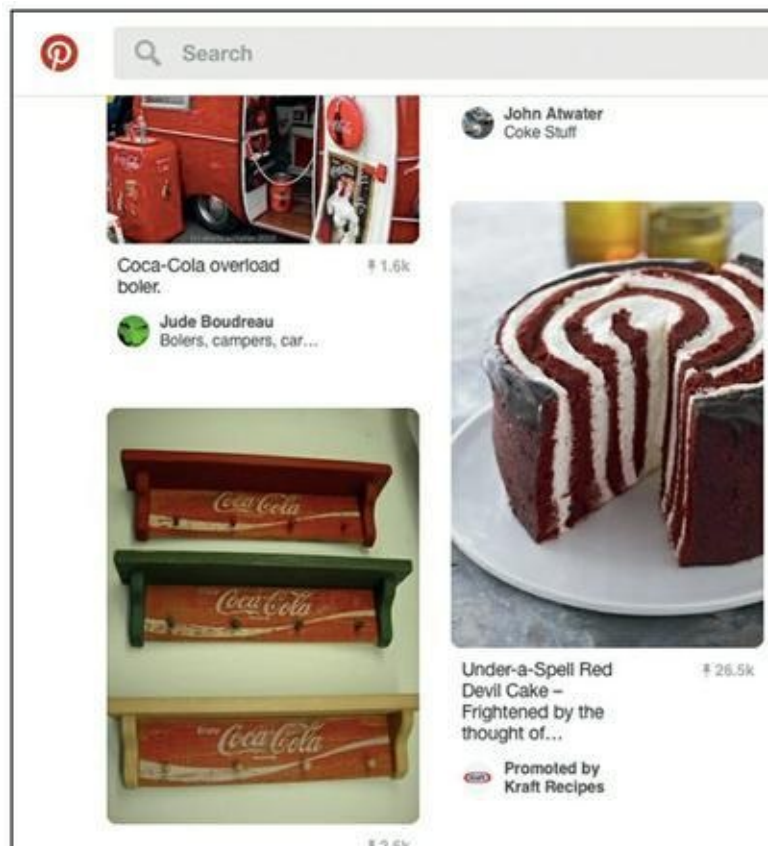 Search
Coca-Cola overload
boler.
1.6k
Jude Boudreau
Bolers, campers, car...
Coca-Cola
Coca-Cola
Enjoy
Coca-Cola
John Atwater
Coke Stuff
Under-a-Spell Red
Devil Cake –
Frightened by the
thought of...
26.5k
Promoted by
Kraft Recipes